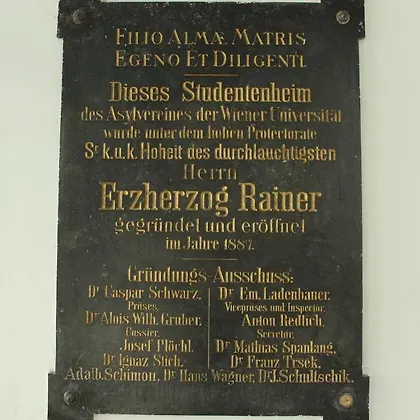 FILIO ALMÆ MATRIS
EGENO ET DILIGENTI.
Dieses Studentenheim
des Asylvereines der Wiener Universität
wurde unter dem hohen Protectorate
Sr k.u.k. Hoheit des durchlauchtigsten
Herrn
Erzherzog Rainer
gegründet und eröffnet
im Jahre 1887.
Gründungs-Ausschuss:
Dr Caspar Schwarz,
Präses,
Dr Alois Wilh. Gruber,
Cassier,
Josef Plöchl,
Dr Ignaz Stich,
Dr Em. Ladenbauer,
Vicepräses und Inspector,
Anton Redlich,
Secretär,
Dr Mathias Spanlang,
Dr Franz Trsek,
Adalb. Schimon, Dr Hans Wagner, Dr J. Schultschik.